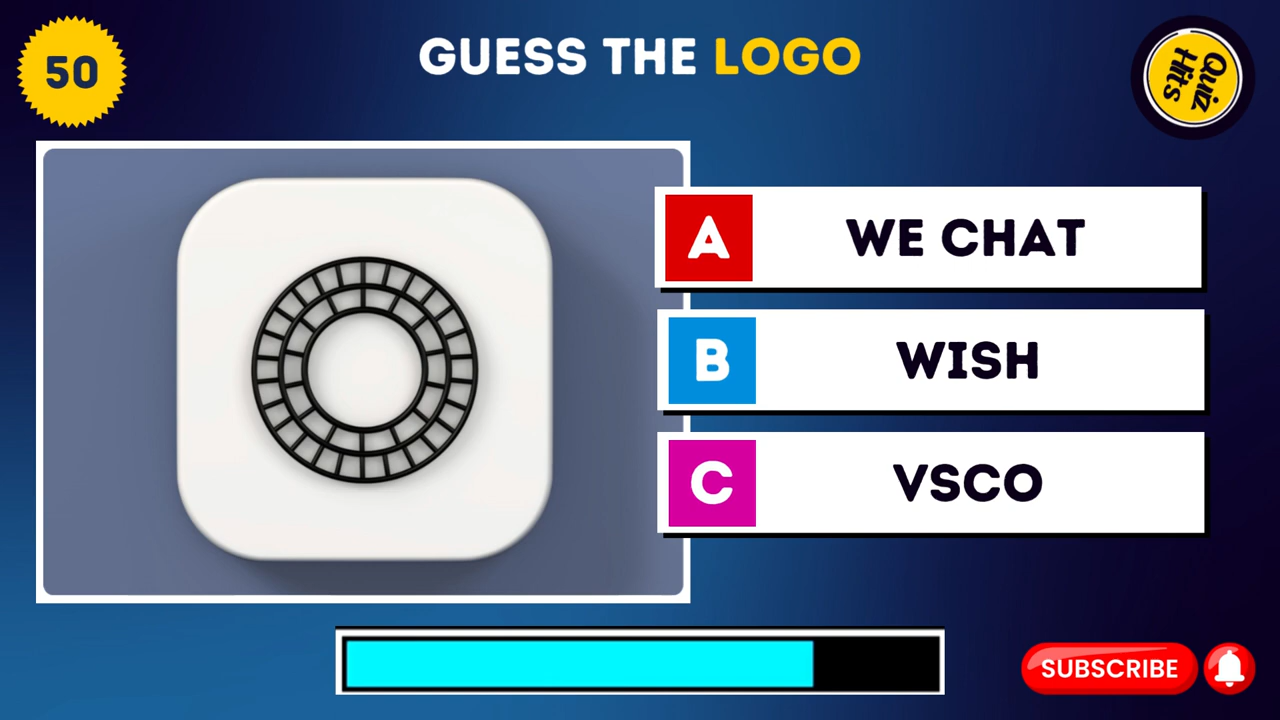 50
GUESS THE LOGO
Quiz
Hits
A WE CHAT
B WISH
C VSCO
SUBSCRIBE